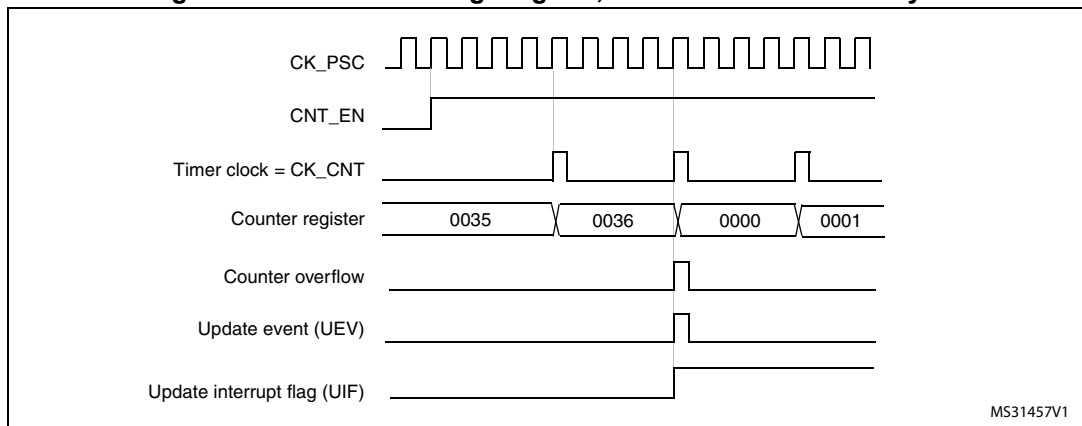 CK_PSC
CNT_EN
Timer clock = CK_CNT
Counter register 0035 0036 0000 0001
Counter overflow
Update event (UEV)
Update interrupt flag (UIF)
MS31457V1